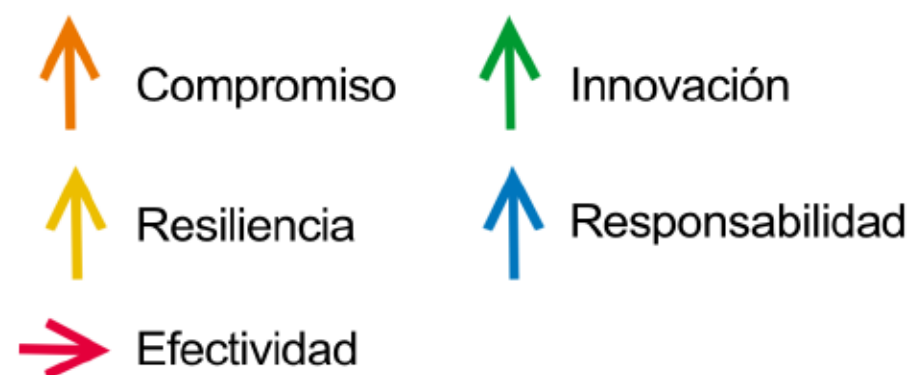 Compromiso
Innovación
Resiliencia
Responsabilidad
Efectividad